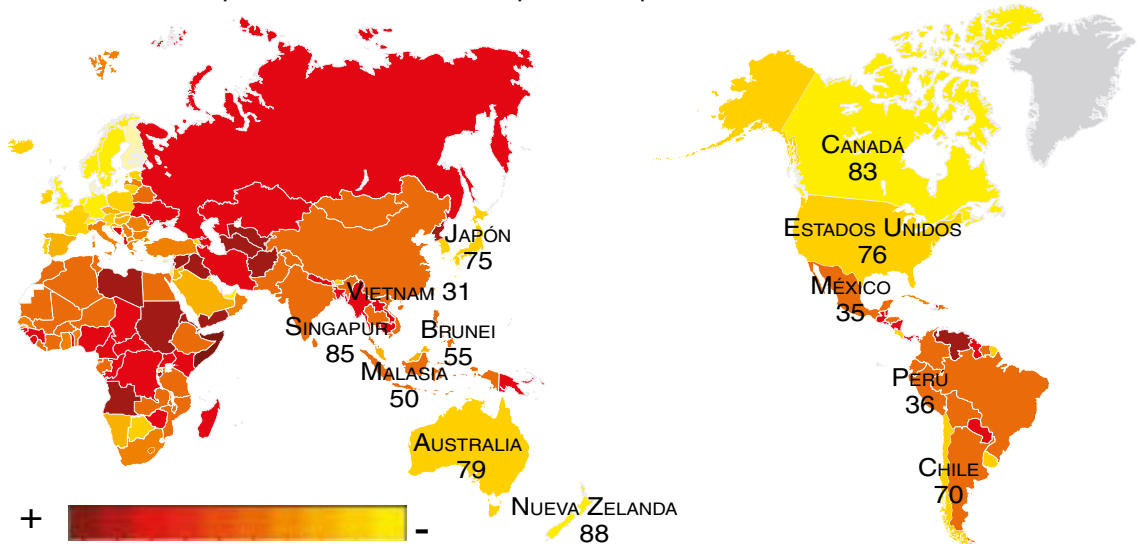 Canadá
83
Estados Unidos
76
Japón
75
Vietnam 31
México
35
Singapur
85
Brunei
55
Malasia
50
Perú
36
Australia
79
Chile
70
Nueva Zelanda
88
+
-